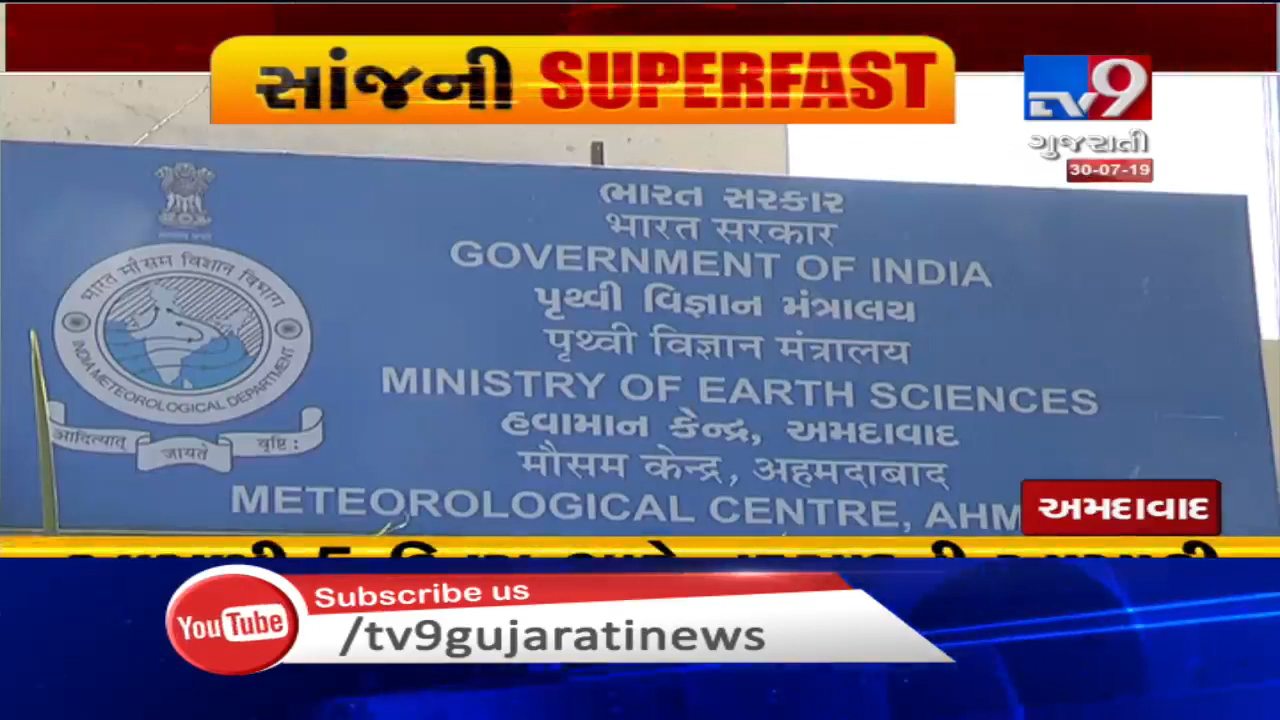 સાંજની SUPERFAST
TV9
ગુજરાતી
30-07-19
ભારત સરકાર
भारत सरकार
GOVERNMENT OF INDIA
પૃથ્વી વિજ્ઞાન મંત્રાલય
पृथ्वी विज्ञान मंत्रालय
MINISTRY OF EARTH SCIENCES
હવામાન કેન્દ્ર, અમદાવાદ
मौसम केन्द्र, अहमदाबाद
METEOROLOGICAL CENTRE, AHM
भारत मौसम विज्ञान विभाग
INDIA METEOROLOGICAL DEPARTMENT
आदित्यात् जायते वृष्टि :
અમદાવાદ
YouTube
Subscribe us
/tv9gujaratinews